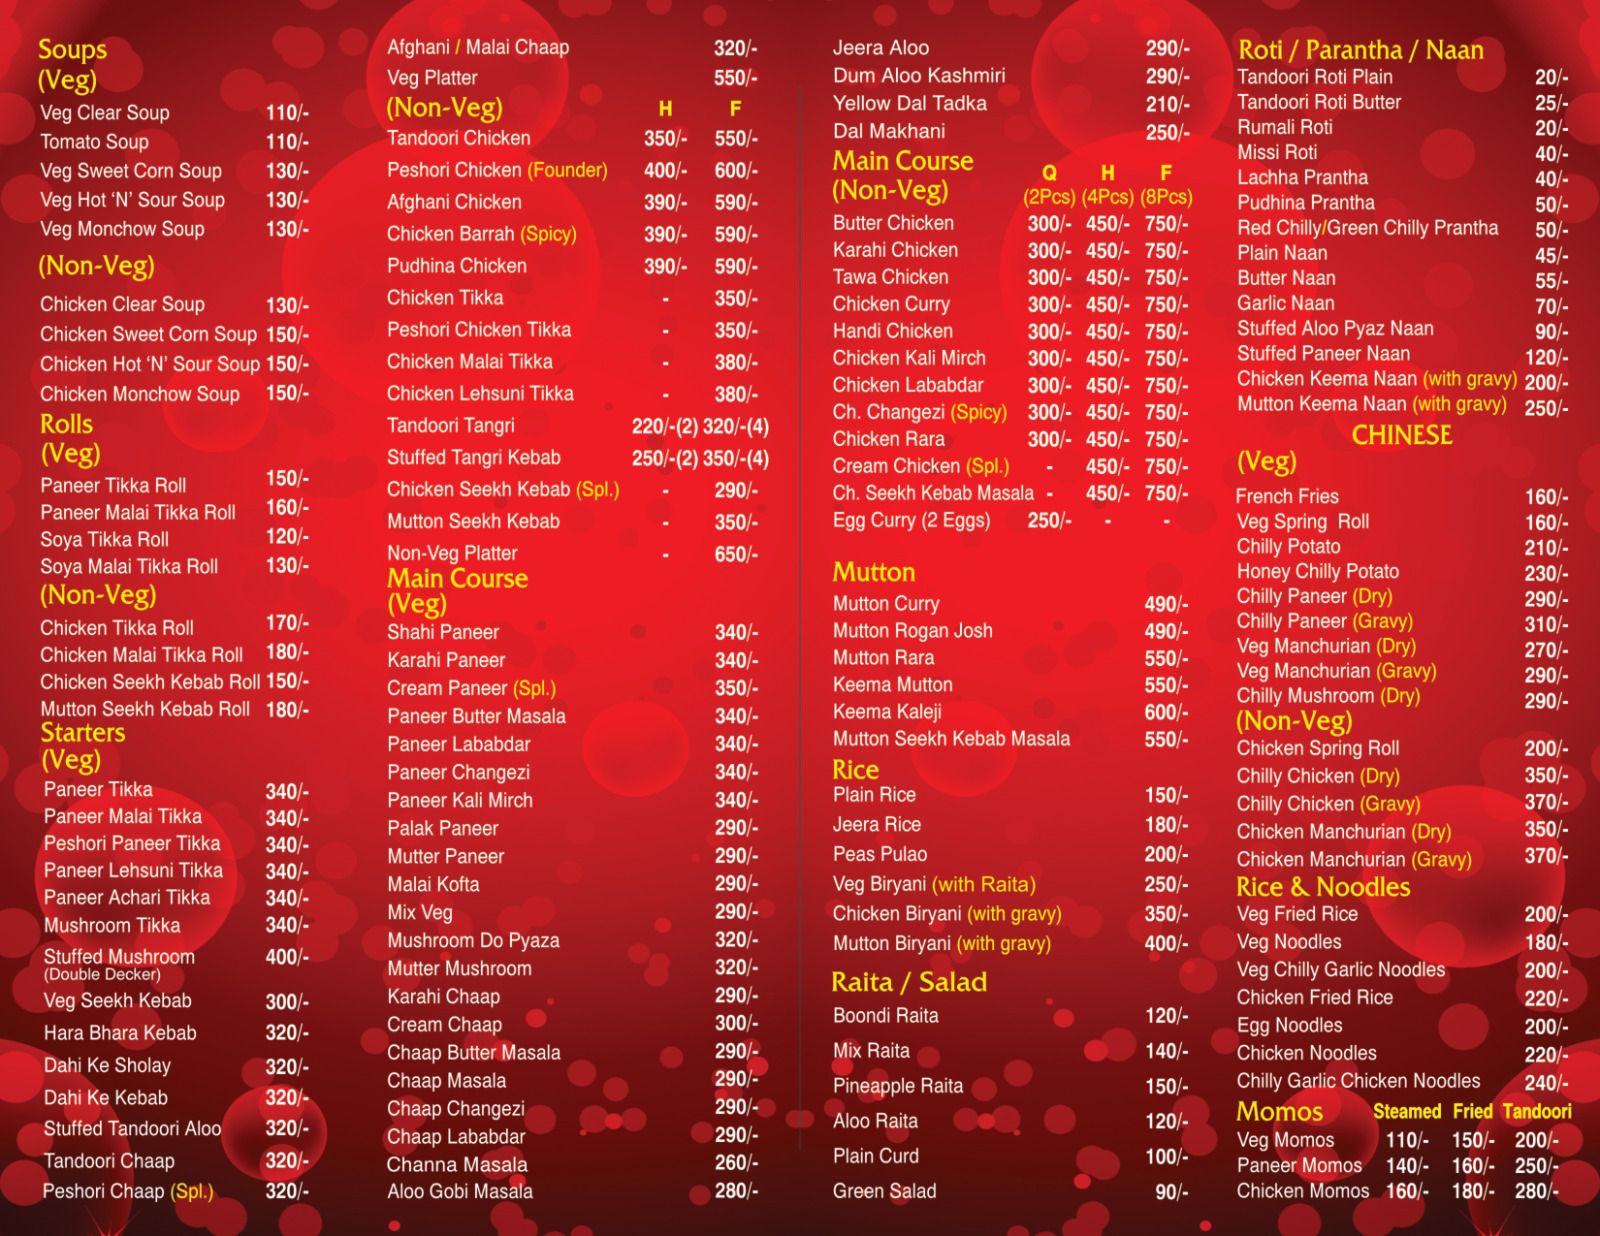 Soups
(Veg)
Veg Clear Soup 110/-
Tomato Soup 110/-
Veg Sweet Corn Soup 130/-
Veg Hot ‘N’ Sour Soup 130/-
Veg Monchow Soup 130/-
(Non-Veg)
Chicken Clear Soup 130/-
Chicken Sweet Corn Soup 150/-
Chicken Hot ‘N’ Sour Soup 150/-
Chicken Monchow Soup 150/-
Rolls
(Veg)
Paneer Tikka Roll 150/-
Paneer Malai Tikka Roll 160/-
Soya Tikka Roll 120/-
Soya Malai Tikka Roll 130/-
(Non-Veg)
Chicken Tikka Roll 170/-
Chicken Malai Tikka Roll 180/-
Chicken Seekh Kebab Roll 150/-
Mutton Seekh Kebab Roll 180/-
Starters
(Veg)
Paneer Tikka 340/-
Paneer Malai Tikka 340/-
Peshori Paneer Tikka 340/-
Paneer Lehsuni Tikka 340/-
Paneer Achari Tikka 340/-
Mushroom Tikka 340/-
Stuffed Mushroom 400/-
(Double Decker)
Veg Seekh Kebab 300/-
Hara Bhara Kebab 320/-
Dahi Ke Sholay 320/-
Dahi Ke Kebab 320/-
Stuffed Tandoori Aloo 320/-
Tandoori Chaap 320/-
Peshori Chaap (Spl.) 320/-
Afghani / Malai Chaap 320/-
Veg Platter 550/-
(Non-Veg) H F
Tandoori Chicken 350/- 550/-
Peshori Chicken (Founder) 400/- 600/-
Afghani Chicken 390/- 590/-
Chicken Barrah (Spicy) 390/- 590/-
Pudhina Chicken 390/- 590/-
Chicken Tikka - 350/-
Peshori Chicken Tikka - 350/-
Chicken Malai Tikka - 380/-
Chicken Lehsuni Tikka - 380/-
Tandoori Tangri 220/-(2) 320/-(4)
Stuffed Tangri Kebab 250/-(2) 350/-(4)
Chicken Seekh Kebab (Spl.) - 290/-
Mutton Seekh Kebab - 350/-
Non-Veg Platter - 650/-
Main Course
(Veg)
Shahi Paneer 340/-
Karahi Paneer 340/-
Cream Paneer (Spl.) 350/-
Paneer Butter Masala 340/-
Paneer Lababdar 340/-
Paneer Changezi 340/-
Paneer Kali Mirch 340/-
Palak Paneer 290/-
Mutter Paneer 290/-
Malai Kofta 290/-
Mix Veg 290/-
Mushroom Do Pyaza 320/-
Mutter Mushroom 320/-
Karahi Chaap 290/-
Cream Chaap 300/-
Chaap Butter Masala 290/-
Chaap Masala 290/-
Chaap Changezi 290/-
Chaap Lababdar 290/-
Channa Masala 260/-
Aloo Gobi Masala 280/-
Jeera Aloo 290/-
Dum Aloo Kashmiri 290/-
Yellow Dal Tadka 210/-
Dal Makhani 250/-
Main Course
(Non-Veg)
Q H F
(2Pcs) (4Pcs) (8Pcs)
Butter Chicken 300/- 450/- 750/-
Karahi Chicken 300/- 450/- 750/-
Tawa Chicken 300/- 450/- 750/-
Chicken Curry 300/- 450/- 750/-
Handi Chicken 300/- 450/- 750/-
Chicken Kali Mirch 300/- 450/- 750/-
Chicken Lababdar 300/- 450/- 750/-
Ch. Changezi (Spicy) 300/- 450/- 750/-
Chicken Rara 300/- 450/- 750/-
Cream Chicken (Spl.) - 450/- 750/-
Ch. Seekh Kebab Masala - 450/- 750/-
Egg Curry (2 Eggs) 250/- - -
Mutton
Mutton Curry 490/-
Mutton Rogan Josh 490/-
Mutton Rara 550/-
Keema Mutton 550/-
Keema Kaleji 600/-
Mutton Seekh Kebab Masala 550/-
Rice
Plain Rice 150/-
Jeera Rice 180/-
Peas Pulao 200/-
Veg Biryani (with Raita) 250/-
Chicken Biryani (with gravy) 350/-
Mutton Biryani (with gravy) 400/-
Raita / Salad
Boondi Raita 120/-
Mix Raita 140/-
Pineapple Raita 150/-
Aloo Raita 120/-
Plain Curd 100/-
Green Salad 90/-
Roti / Parantha / Naan
Tandoori Roti Plain 20/-
Tandoori Roti Butter 25/-
Rumali Roti 20/-
Missi Roti 40/-
Lachha Prantha 40/-
Pudhina Prantha 50/-
Red Chilly/Green Chilly Prantha 50/-
Plain Naan 45/-
Butter Naan 55/-
Garlic Naan 70/-
Stuffed Aloo Pyaz Naan 90/-
Stuffed Paneer Naan 120/-
Chicken Keema Naan (with gravy) 200/-
Mutton Keema Naan (with gravy) 250/-
CHINESE
(Veg)
French Fries 160/-
Veg Spring Roll 160/-
Chilly Potato 210/-
Honey Chilly Potato 230/-
Chilly Paneer (Dry) 290/-
Chilly Paneer (Gravy) 310/-
Veg Manchurian (Dry) 270/-
Veg Manchurian (Gravy) 290/-
Chilly Mushroom (Dry) 290/-
(Non-Veg)
Chicken Spring Roll 200/-
Chilly Chicken (Dry) 350/-
Chilly Chicken (Gravy) 370/-
Chicken Manchurian (Dry) 350/-
Chicken Manchurian (Gravy) 370/-
Rice & Noodles
Veg Fried Rice 200/-
Veg Noodles 180/-
Veg Chilly Garlic Noodles 200/-
Chicken Fried Rice 220/-
Egg Noodles 200/-
Chicken Noodles 220/-
Chilly Garlic Chicken Noodles 240/-
Momos Steamed Fried Tandoori
Veg Momos 110/- 150/- 200/-
Paneer Momos 140/- 160/- 250/-
Chicken Momos 160/- 180/- 280/-